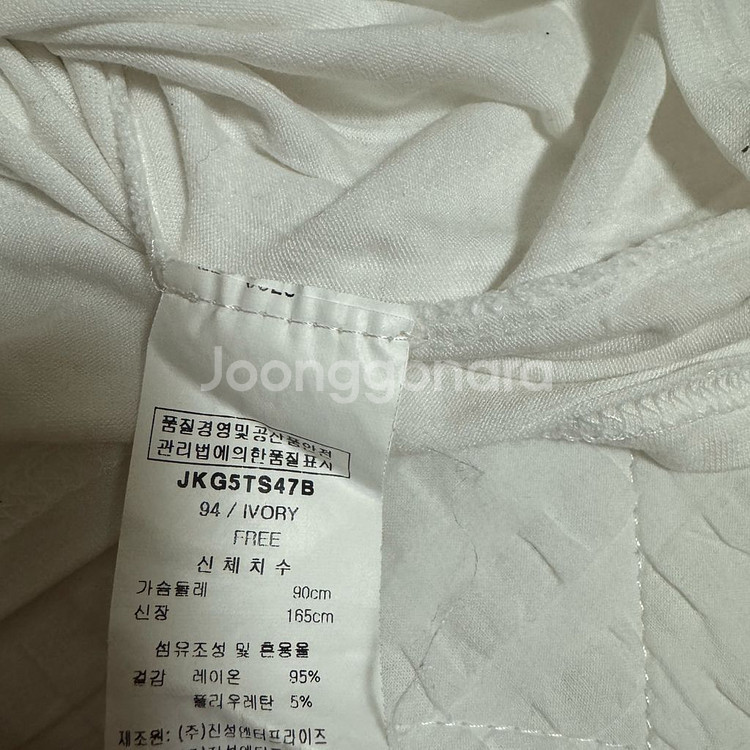 Joonggonara
품질경영및공산품안전
관리법에의한품질표시
JKG5TS47B
94 / IVORY
FREE
신체치수
가슴둘레 90cm
신장 165cm
섬유조성 및 혼용율
겉감 레이온 95%
폴리우레탄 5%
제조원: (주)진성엔터프라이즈